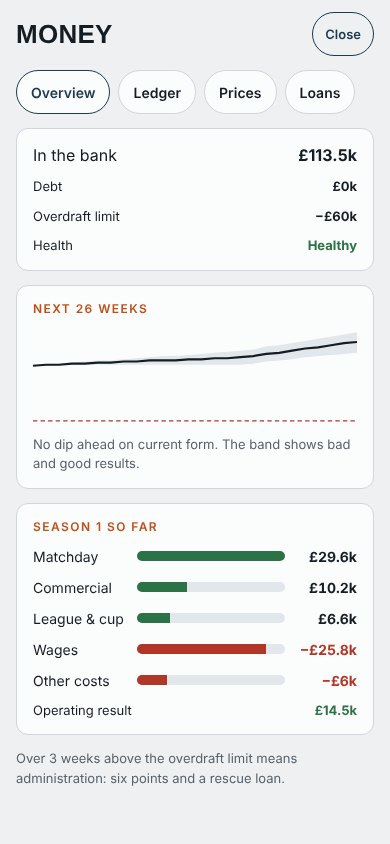 MONEY
Close
Overview
Ledger
Prices
Loans
In the bank £113.5k
Debt £0k
Overdraft limit −£60k
Health Healthy
NEXT 26 WEEKS
No dip ahead on current form. The band shows bad
and good results.
SEASON 1 SO FAR
Matchday £29.6k
Commercial £10.2k
League & cup £6.6k
Wages −£25.8k
Other costs −£6k
Operating result £14.5k
Over 3 weeks above the overdraft limit means
administration: six points and a rescue loan.